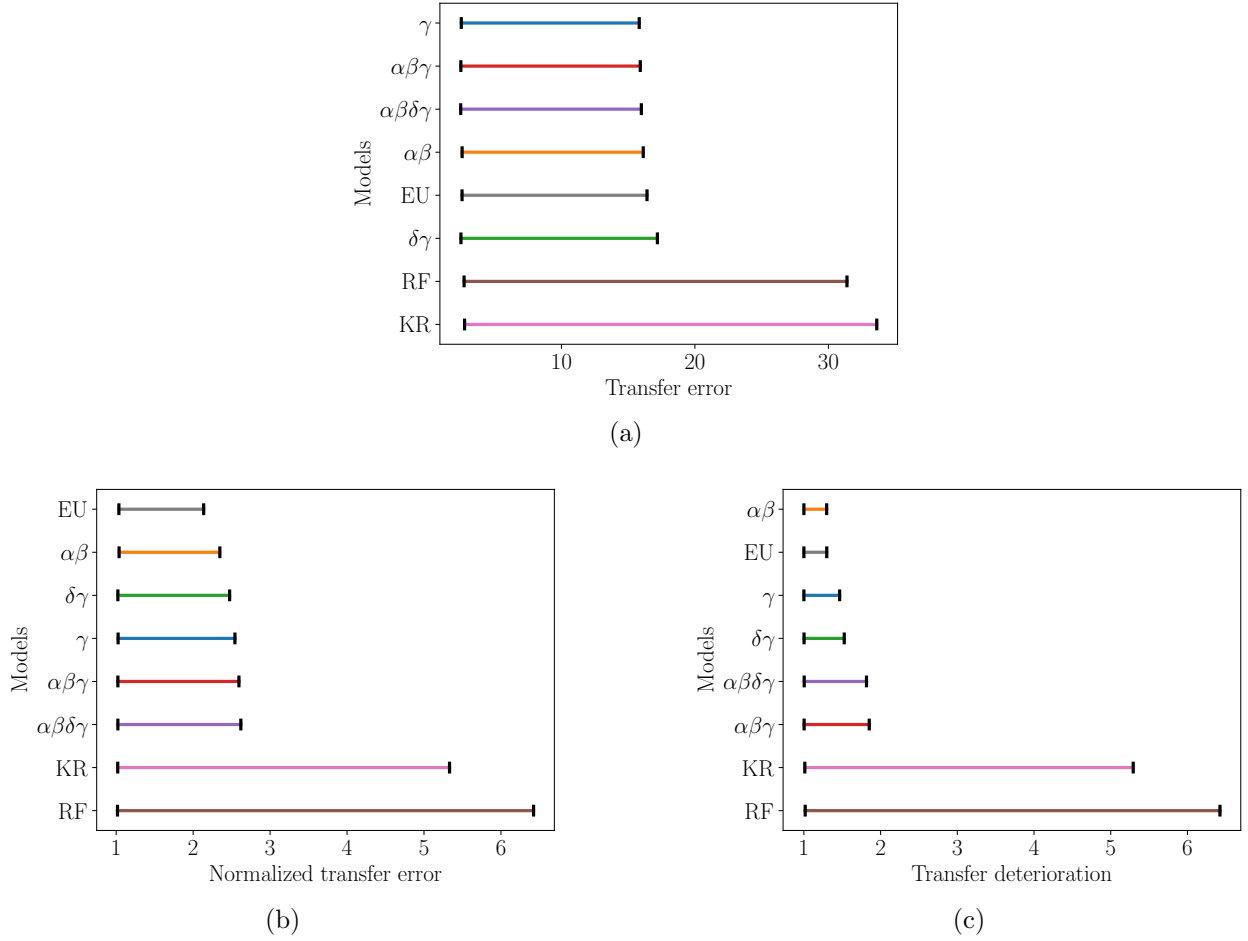 γ
αβγ
αβδγ
αβ
EU
δγ
RF
KR
Models
10 20 30
Transfer error
(a)
EU
αβ
δγ
γ
αβγ
αβδγ
KR
RF
Models
1 2 3 4 5 6
Normalized transfer error
(b)
αβ
EU
γ
δγ
αβδγ
αβγ
KR
RF
Models
1 2 3 4 5 6
Transfer deterioration
(c)